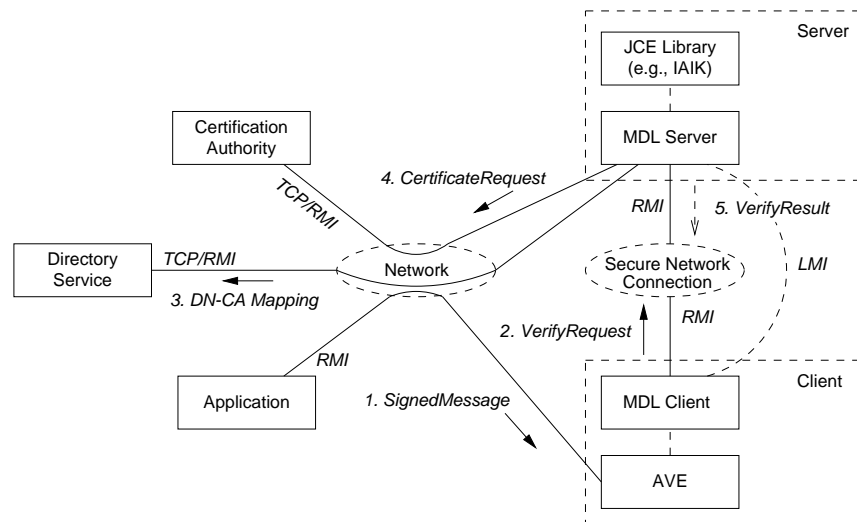 Server
JCE Library
(e.g., IAIK)
Certification
Authority
MDL Server
4. CertificateRequest
TCP/RMI
RMI
5. VerifyResult
Directory
Service
TCP/RMI
Network
Secure Network
Connection
LMI
3. DN-CA Mapping
2. VerifyRequest
RMI
RMI
Client
Application
1. SignedMessage
MDL Client
AVE